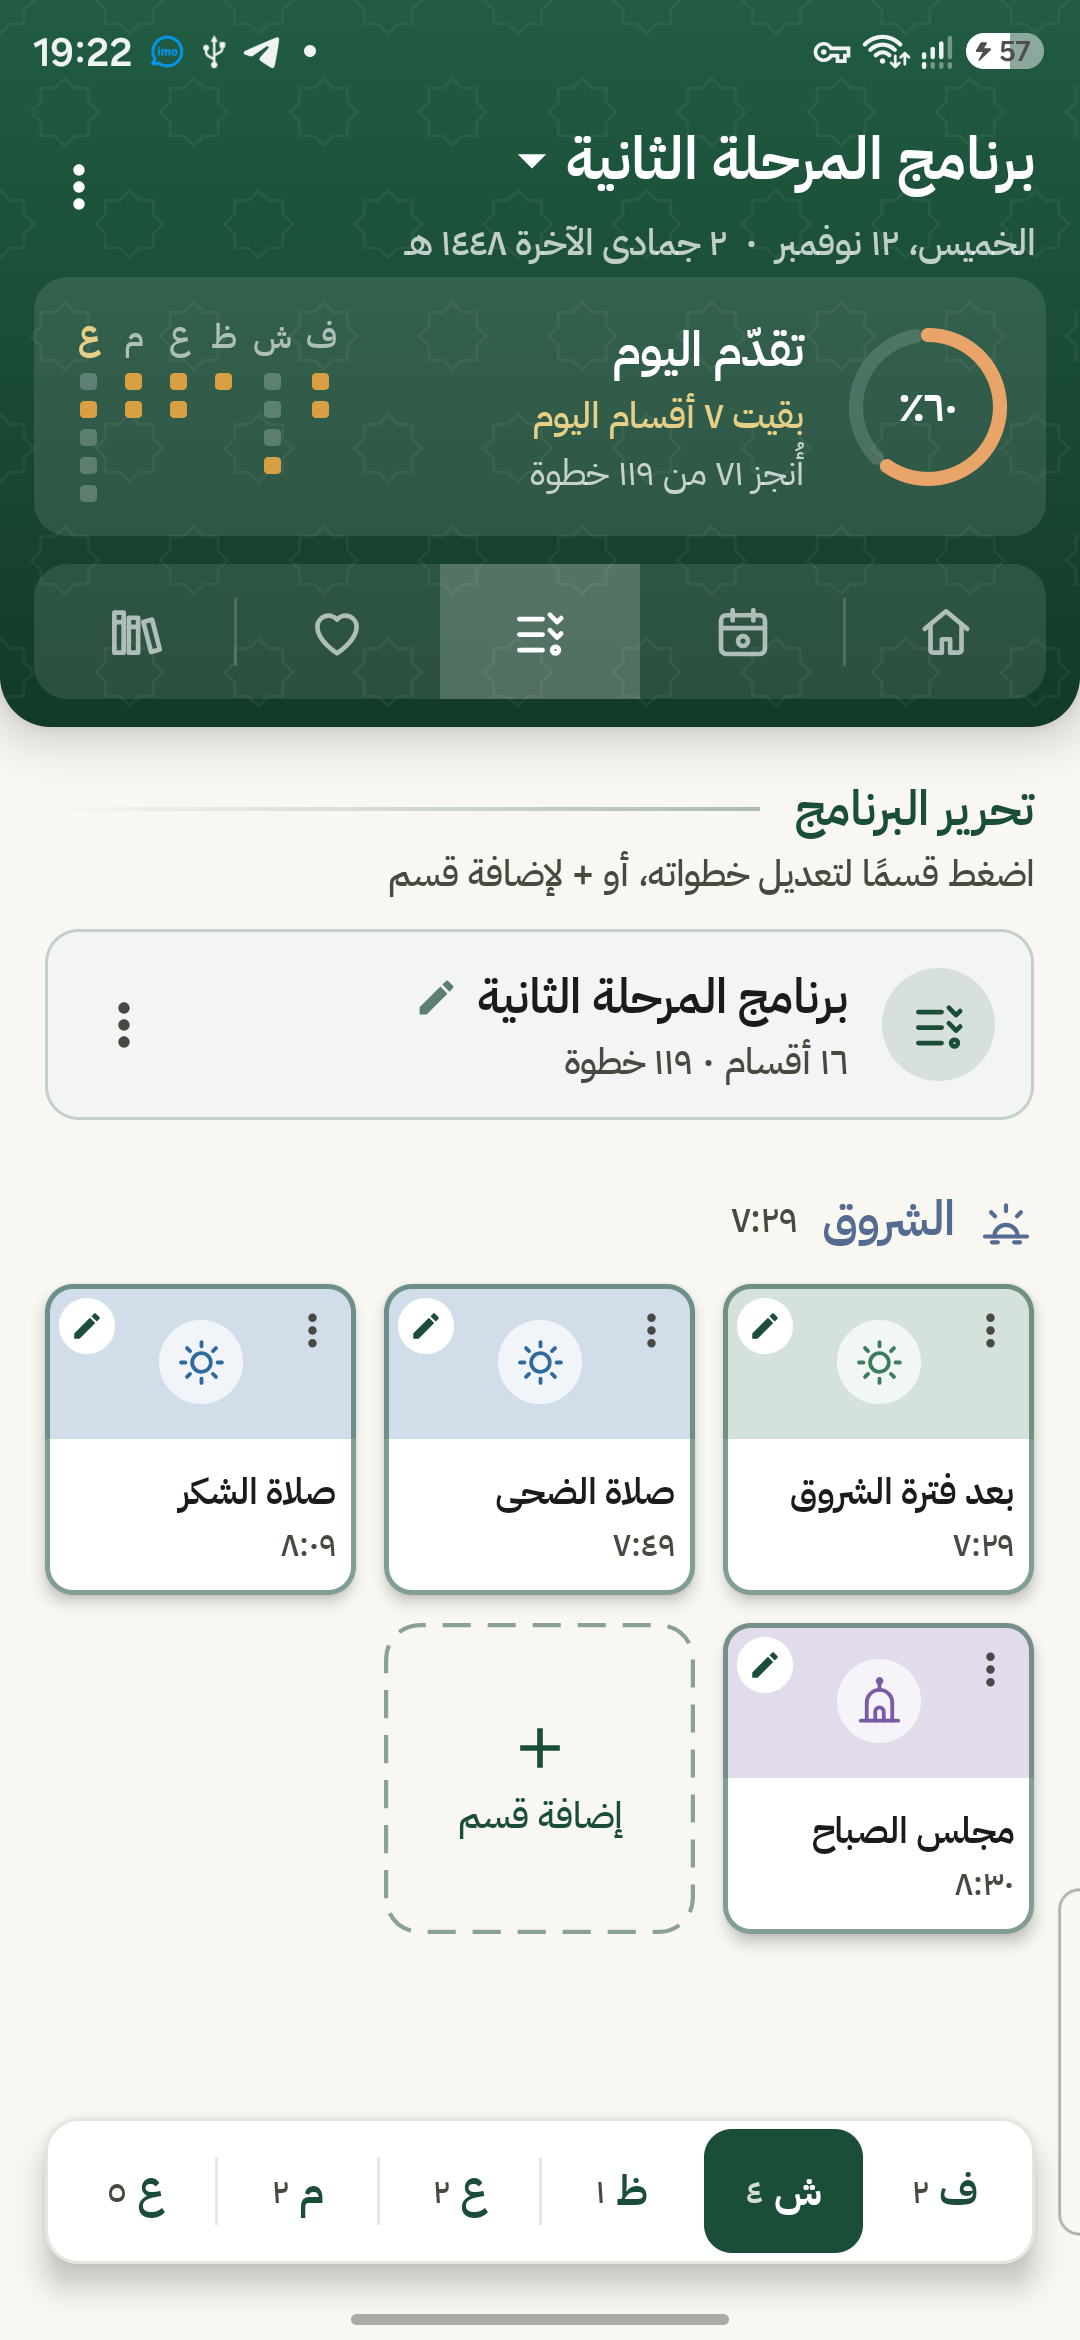 19:22
imo
57
برنامج المرحلة الثانية
الخميس، ١٢ نوفمبر • ٢ جمادى الآخرة ١٤٤٨ هـ
٪٦٠
تقدّم اليوم
بقيت ٧ أقسام اليوم
أُنجز ٧١ من ١١٩ خطوة
ف ش ظ ع م ع
تحرير البرنامج
اضغط قسمًا لتعديل خطواته، أو + لإضافة قسم
برنامج المرحلة الثانية
١٦ أقسام • ١١٩ خطوة
الشروق ٧:٢٩
بعد فترة الشروق
٧:٢٩
صلاة الضحى
٧:٤٩
صلاة الشكر
٨:٠٩
مجلس الصباح
٨:٣٠
+
إضافة قسم
ف ٢
ش ٤
ظ ١
ع ٢
م ٢
ع ٥